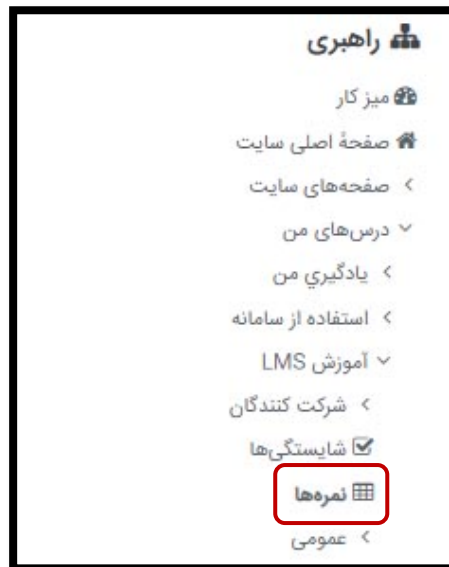 راهبری
میز کار
صفحهٔ اصلی سایت
صفحه‌های سایت
درس‌های من
یادگیري من
استفاده از سامانه
آموزش LMS
شرکت کنندگان
شایستگی‌ها
نمره‌ها
عمومی